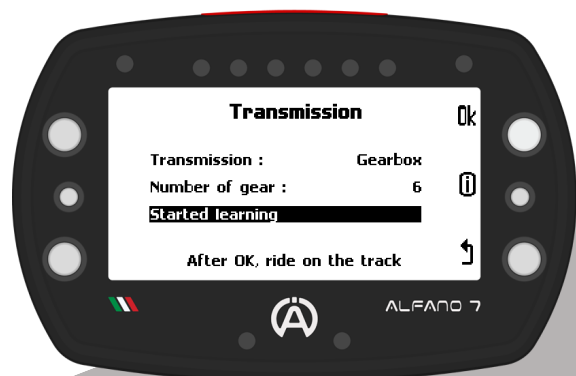 Transmission
Ok
Transmission : Gearbox
Number of gear : 6
Started learning
After OK, ride on the track
ALFANO 7